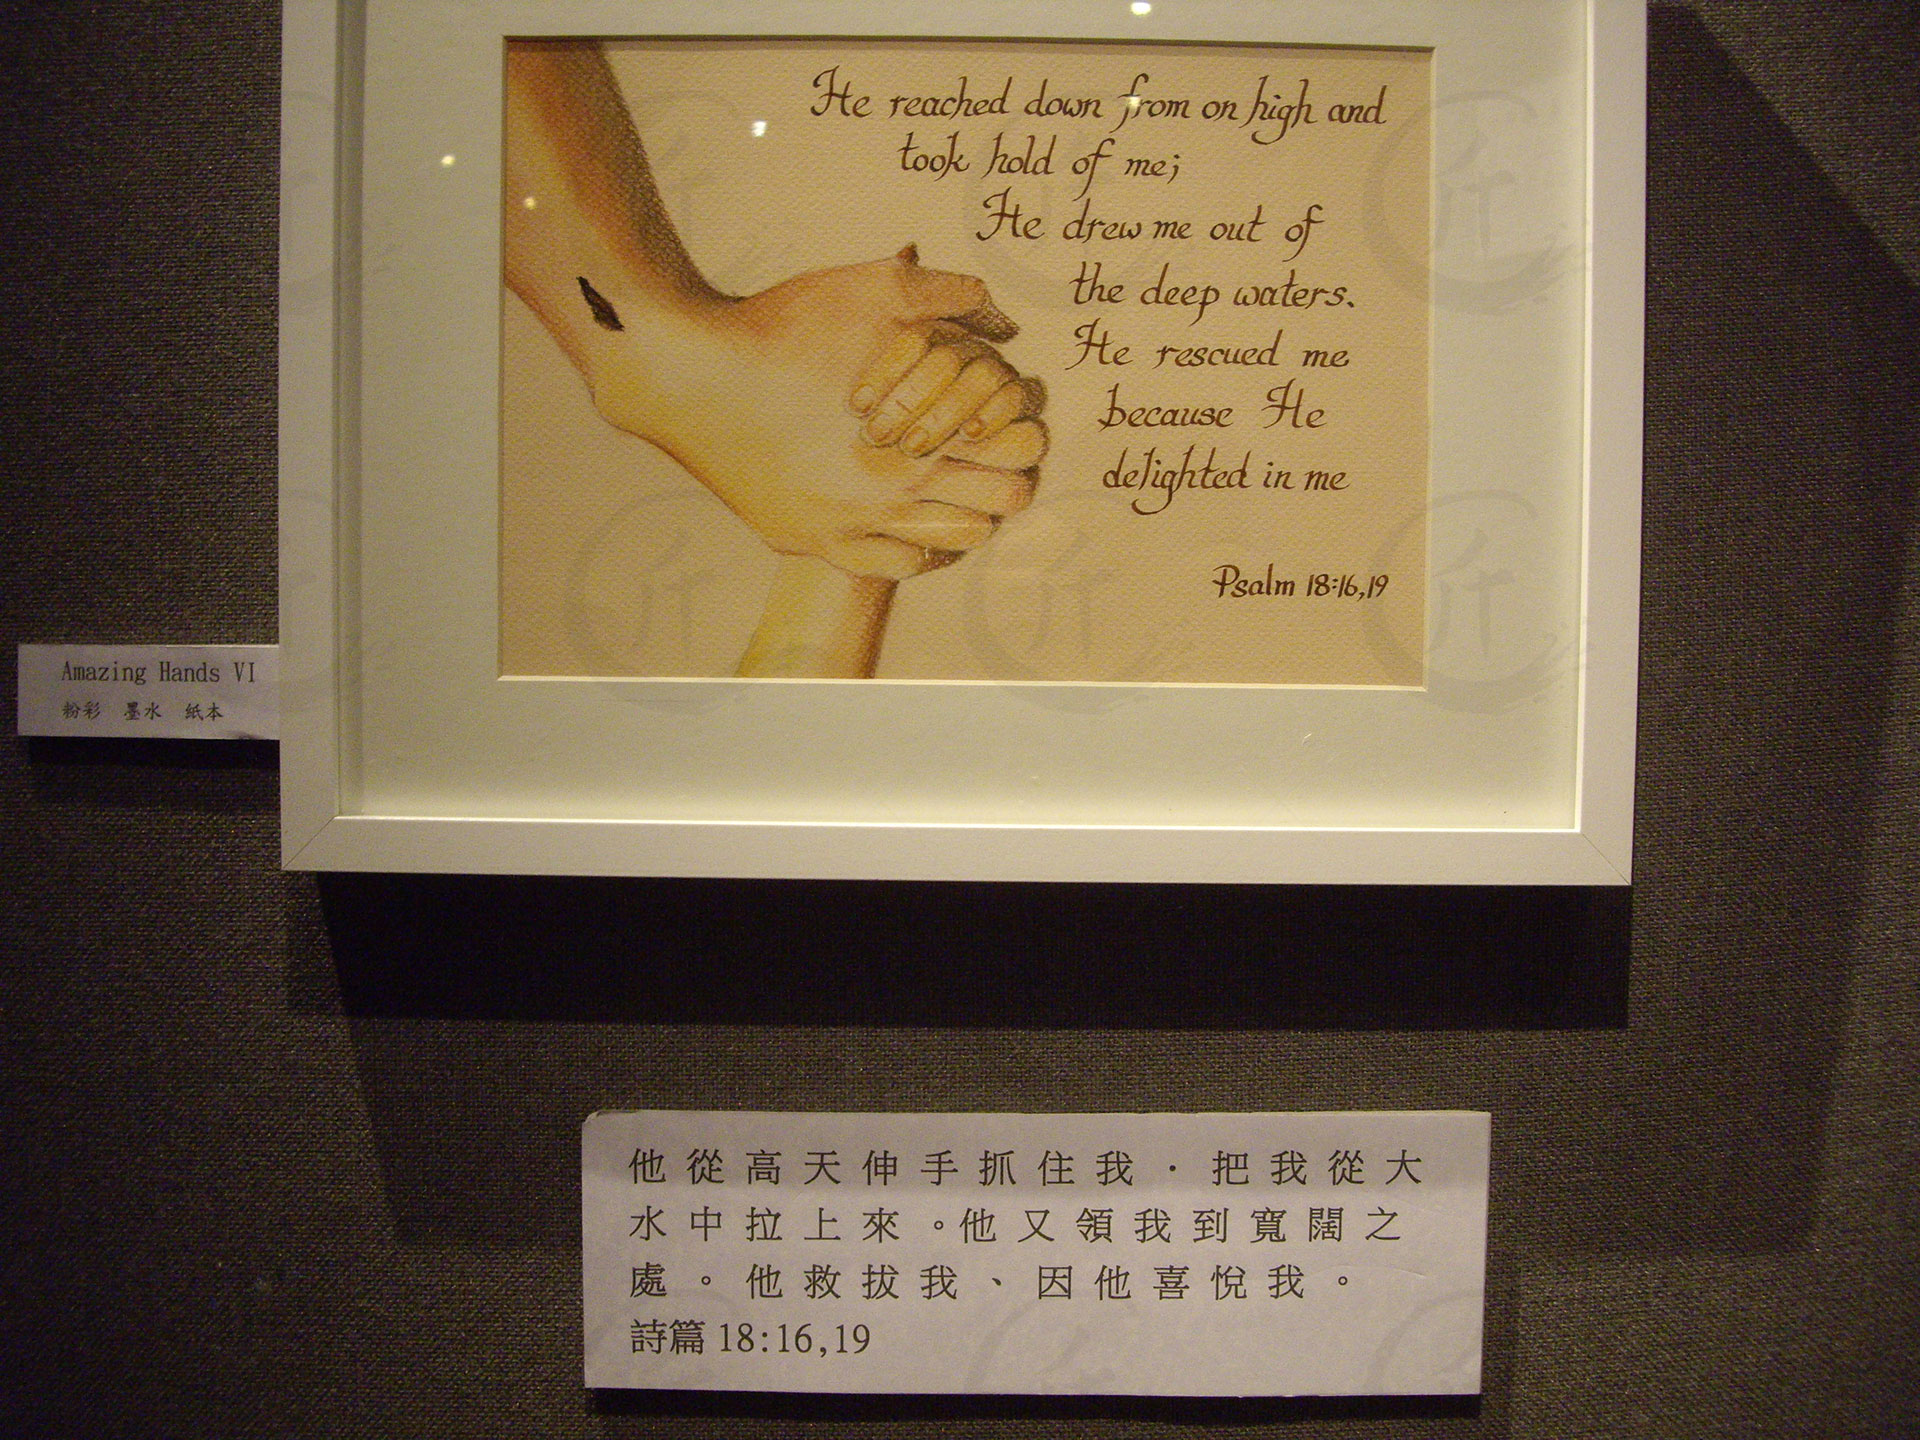 He reached down from on high and
took hold of me;
He drew me out of
the deep waters.
He rescued me
because He
delighted in me
Psalm 18:16,19
Amazing Hands VI
粉彩 墨水 紙本
他從高天伸手抓住我．把我從大
水中拉上來。他又領我到寬闊之
處。他救拔我、因他喜悅我。
詩篇 18:16,19